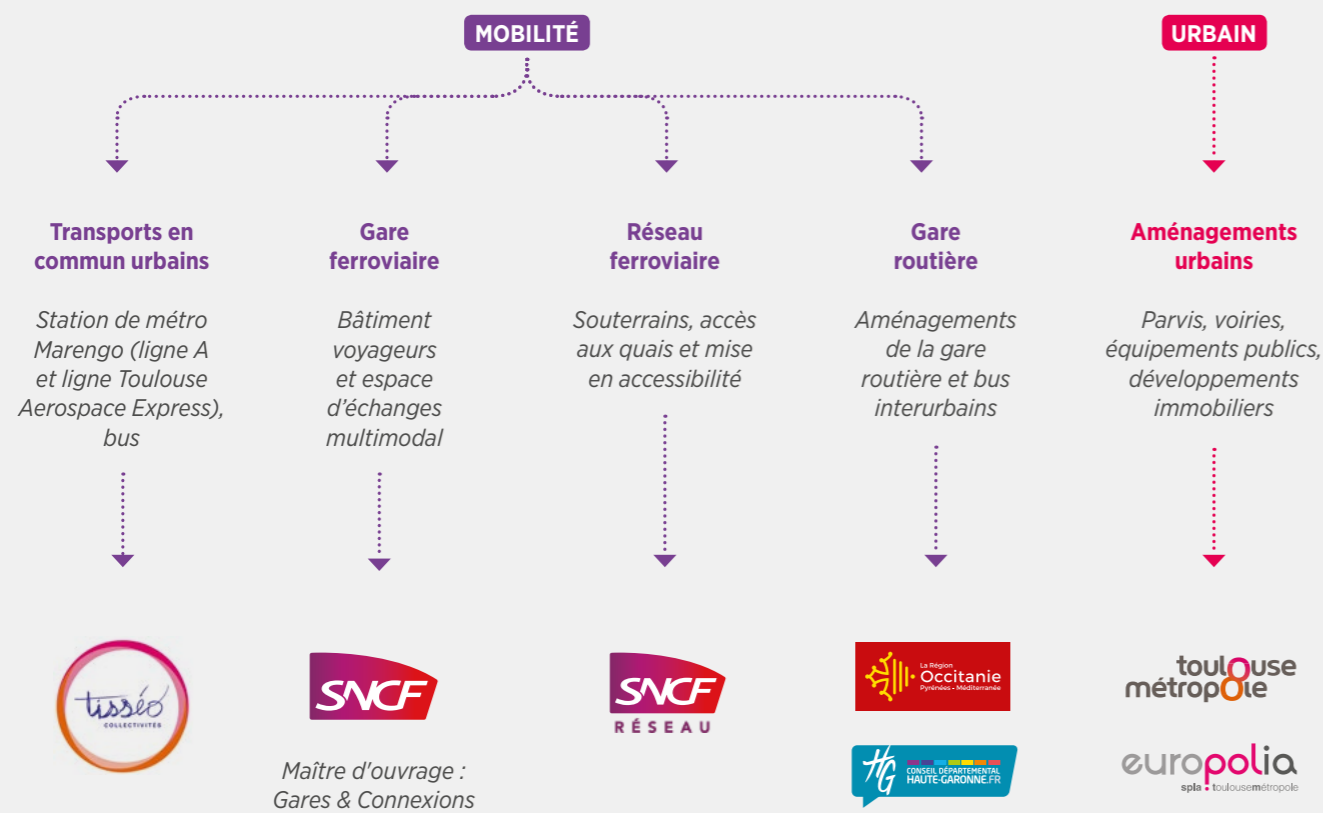 MOBILITÉ
URBAIN
Transports en
commun urbains
Station de métro
Marengo (ligne A
et ligne Toulouse
Aerospace Express),
bus
Gare
ferroviaire
Bâtiment
voyageurs
et espace
d’échanges
multimodal
Réseau
ferroviaire
Souterrains, accès
aux quais et mise
en accessibilité
Gare
routière
Aménagements
de la gare
routière et bus
interurbains
Aménagements
urbains
Parvis, voiries,
équipements publics,
développements
immobiliers
tisséo
COLLECTIVITÉS
SNCF
Maître d'ouvrage :
Gares & Connexions
SNCF
RÉSEAU
La Région
Occitanie
Pyrénées - Méditerranée
HG
CONSEIL DÉPARTEMENTAL
HAUTE-GARONNE.FR
toulouse
métropole
europolia
spla toulousemétropole